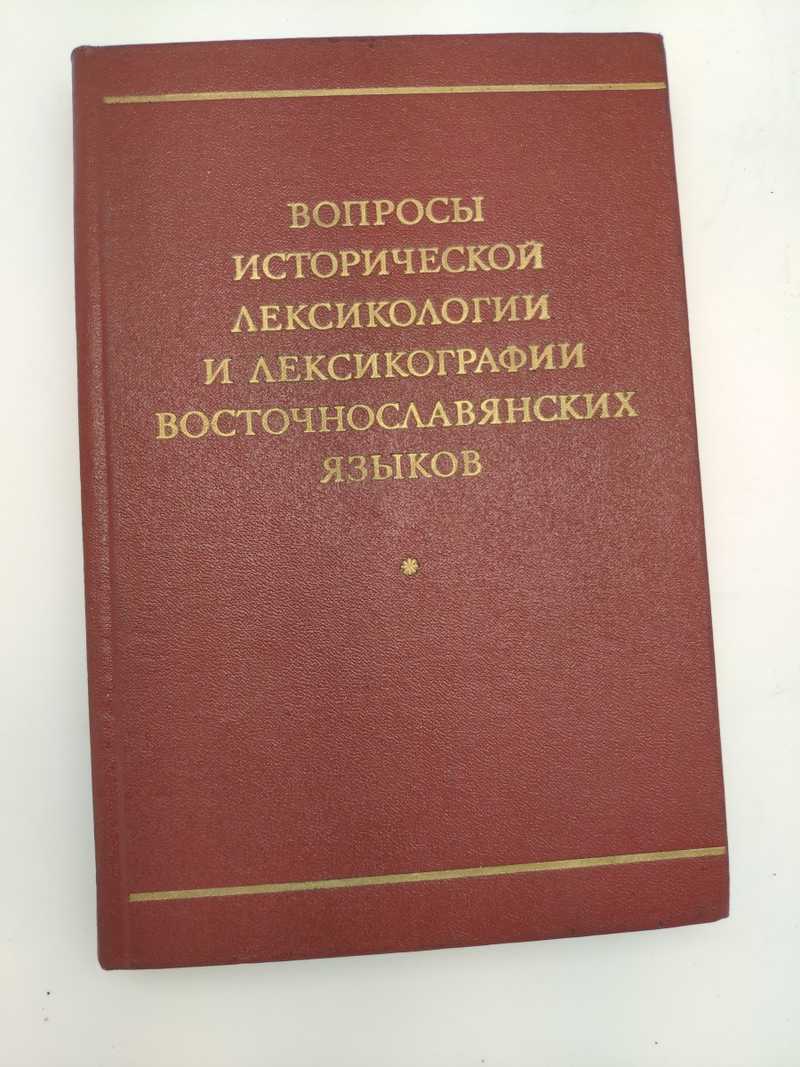 ВОПРОСЫ
ИСТОРИЧЕСКОЙ
ЛЕКСИКОЛОГИИ
И ЛЕКСИКОГРАФИИ
ВОСТОЧНОСЛАВЯНСКИХ
ЯЗЫКОВ